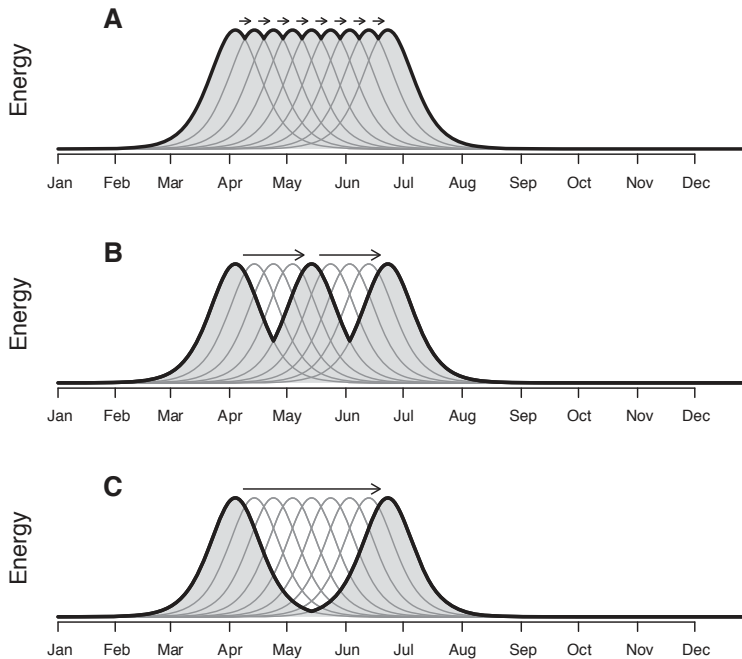 A
Energy
Jan Feb Mar Apr May Jun Jul Aug Sep Oct Nov Dec
B
Energy
Jan Feb Mar Apr May Jun Jul Aug Sep Oct Nov Dec
C
Energy
Jan Feb Mar Apr May Jun Jul Aug Sep Oct Nov Dec